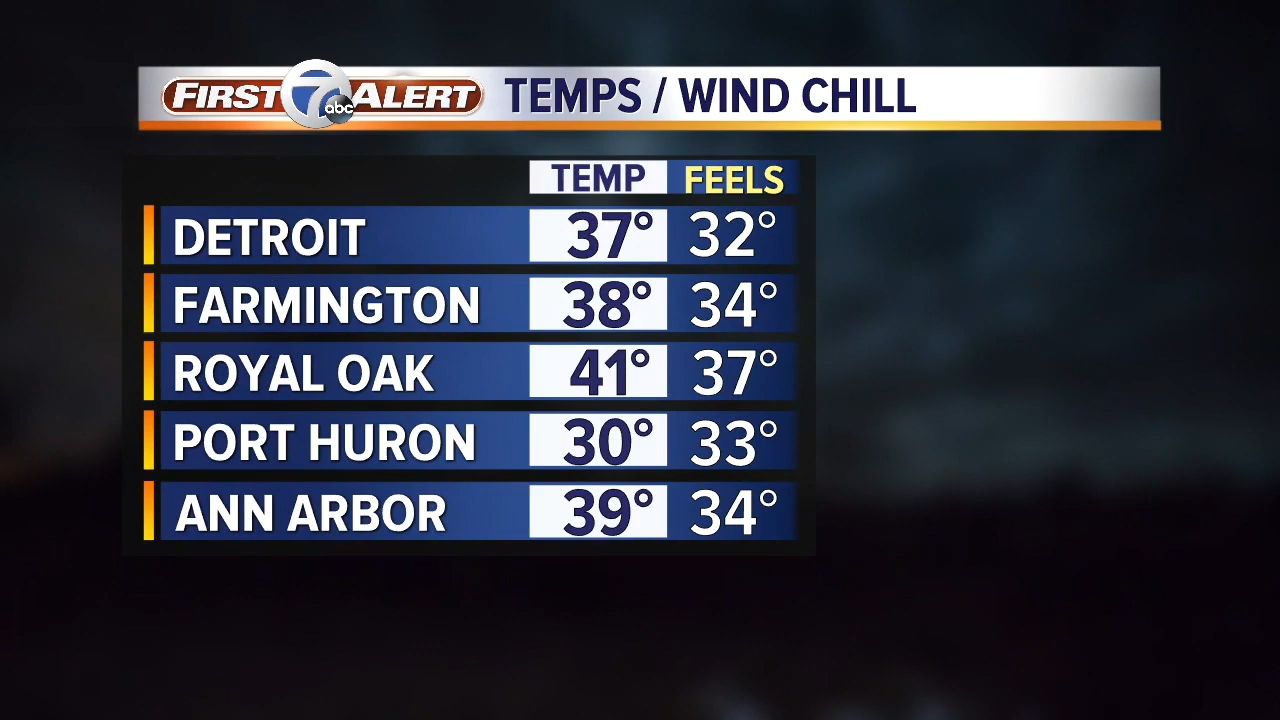 FIRST 7 abc ALERT TEMPS / WIND CHILL
TEMP FEELS
DETROIT 37° 32°
FARMINGTON 38° 34°
ROYAL OAK 41° 37°
PORT HURON 30° 33°
ANN ARBOR 39° 34°